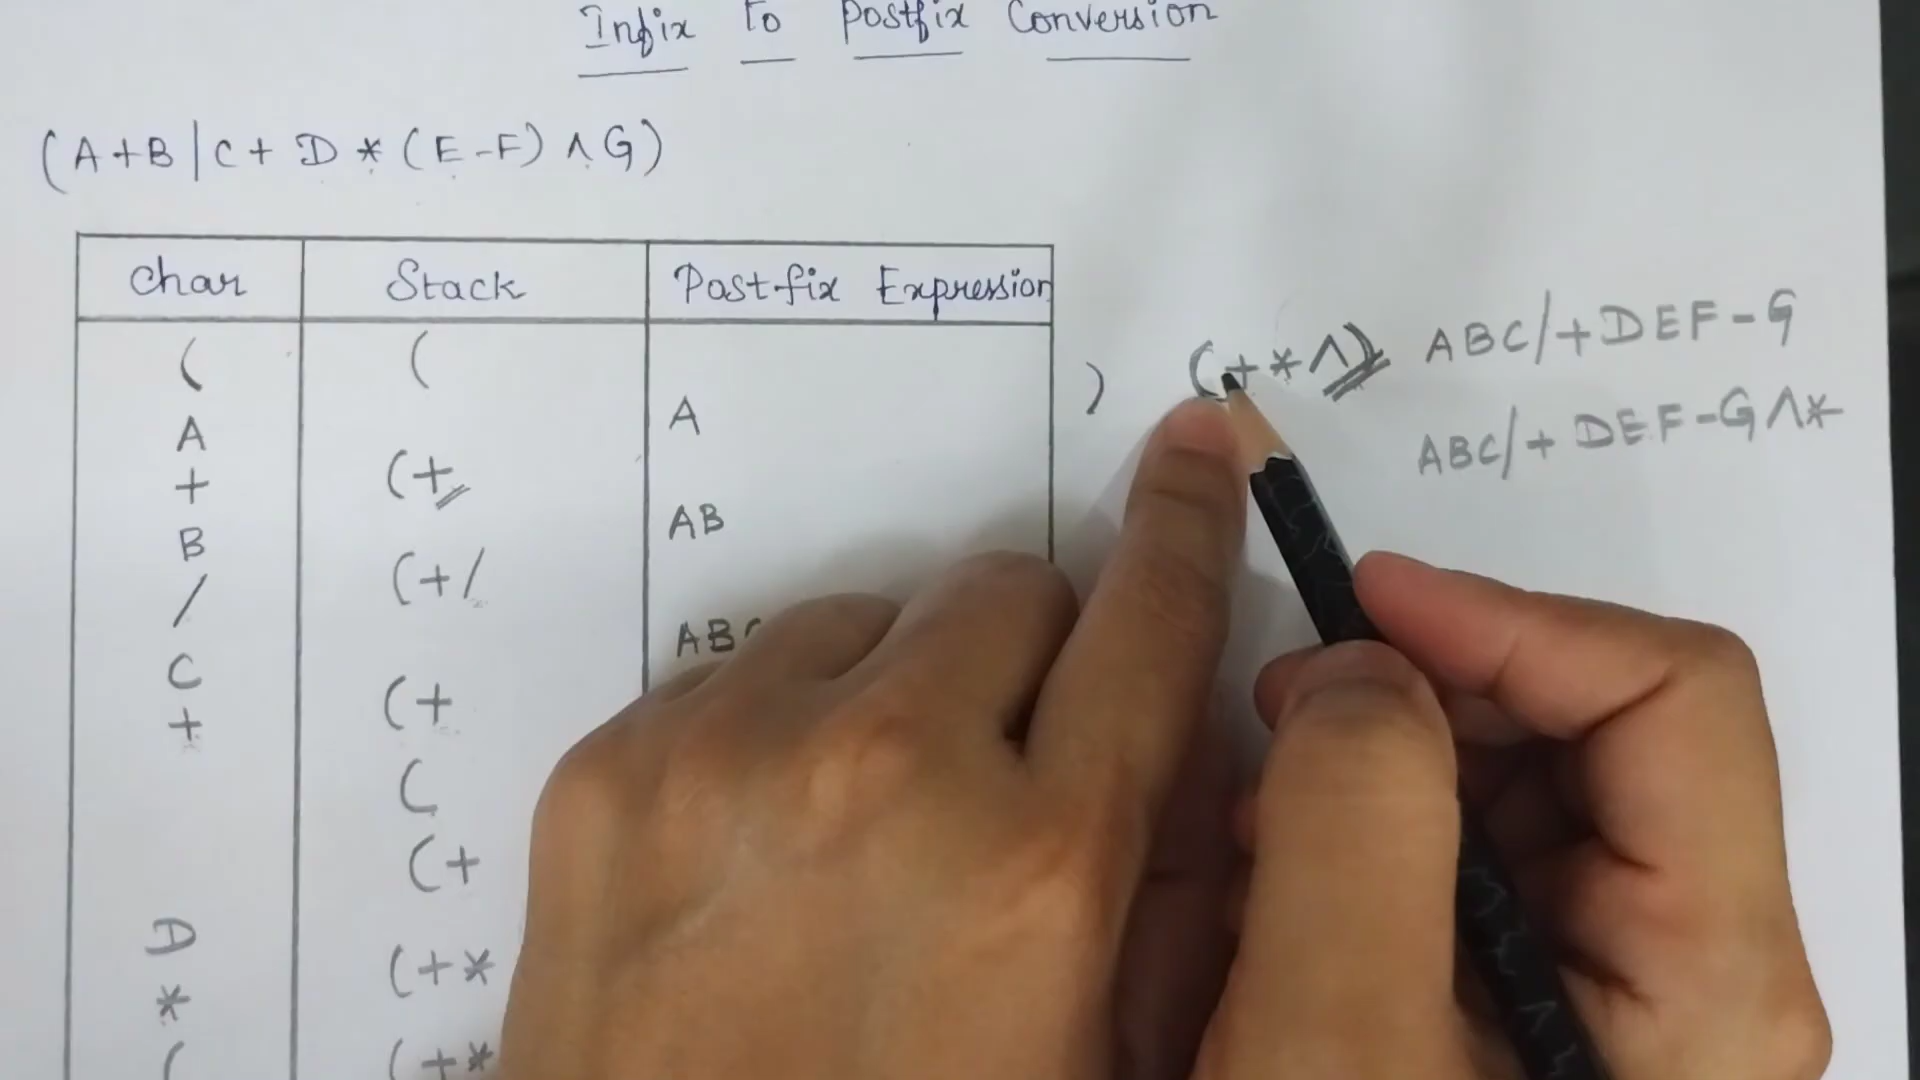 Infix to Postfix Conversion
(A+B|C+ D * (E-F) ∧ G)
Char Stack Postfix Expression
( (
A A
+ (+
B AB
/ (+/
C
+ (+
(
(+
D
* (+*
( (+*
) (+*∧) ABC/+DEF-G
ABC/+ DEF-G∧*